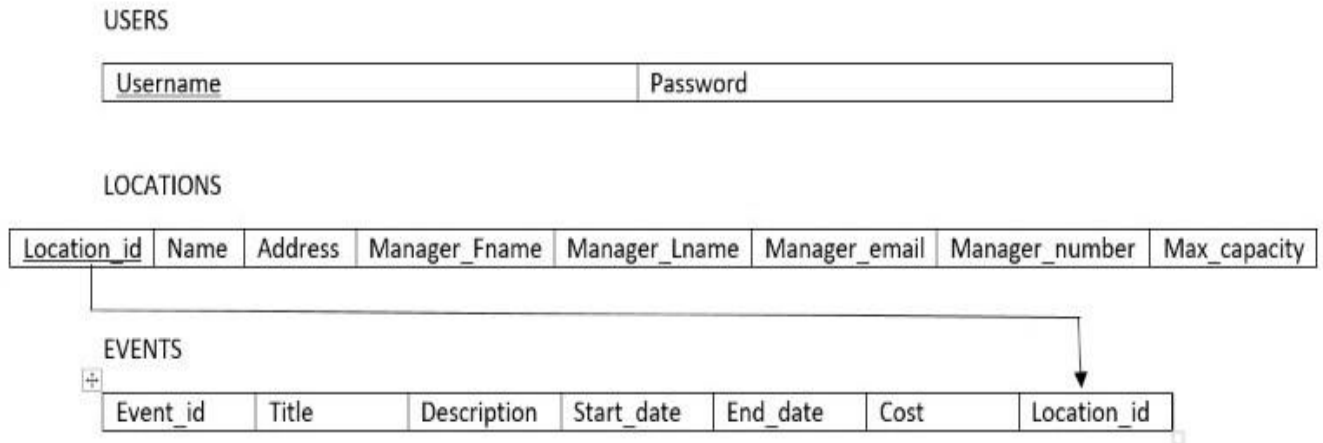 USERS
Username Password
LOCATIONS
Location_id Name Address Manager_Fname Manager_Lname Manager_email Manager_number Max_capacity
EVENTS
Event_id Title Description Start_date End_date Cost Location_id